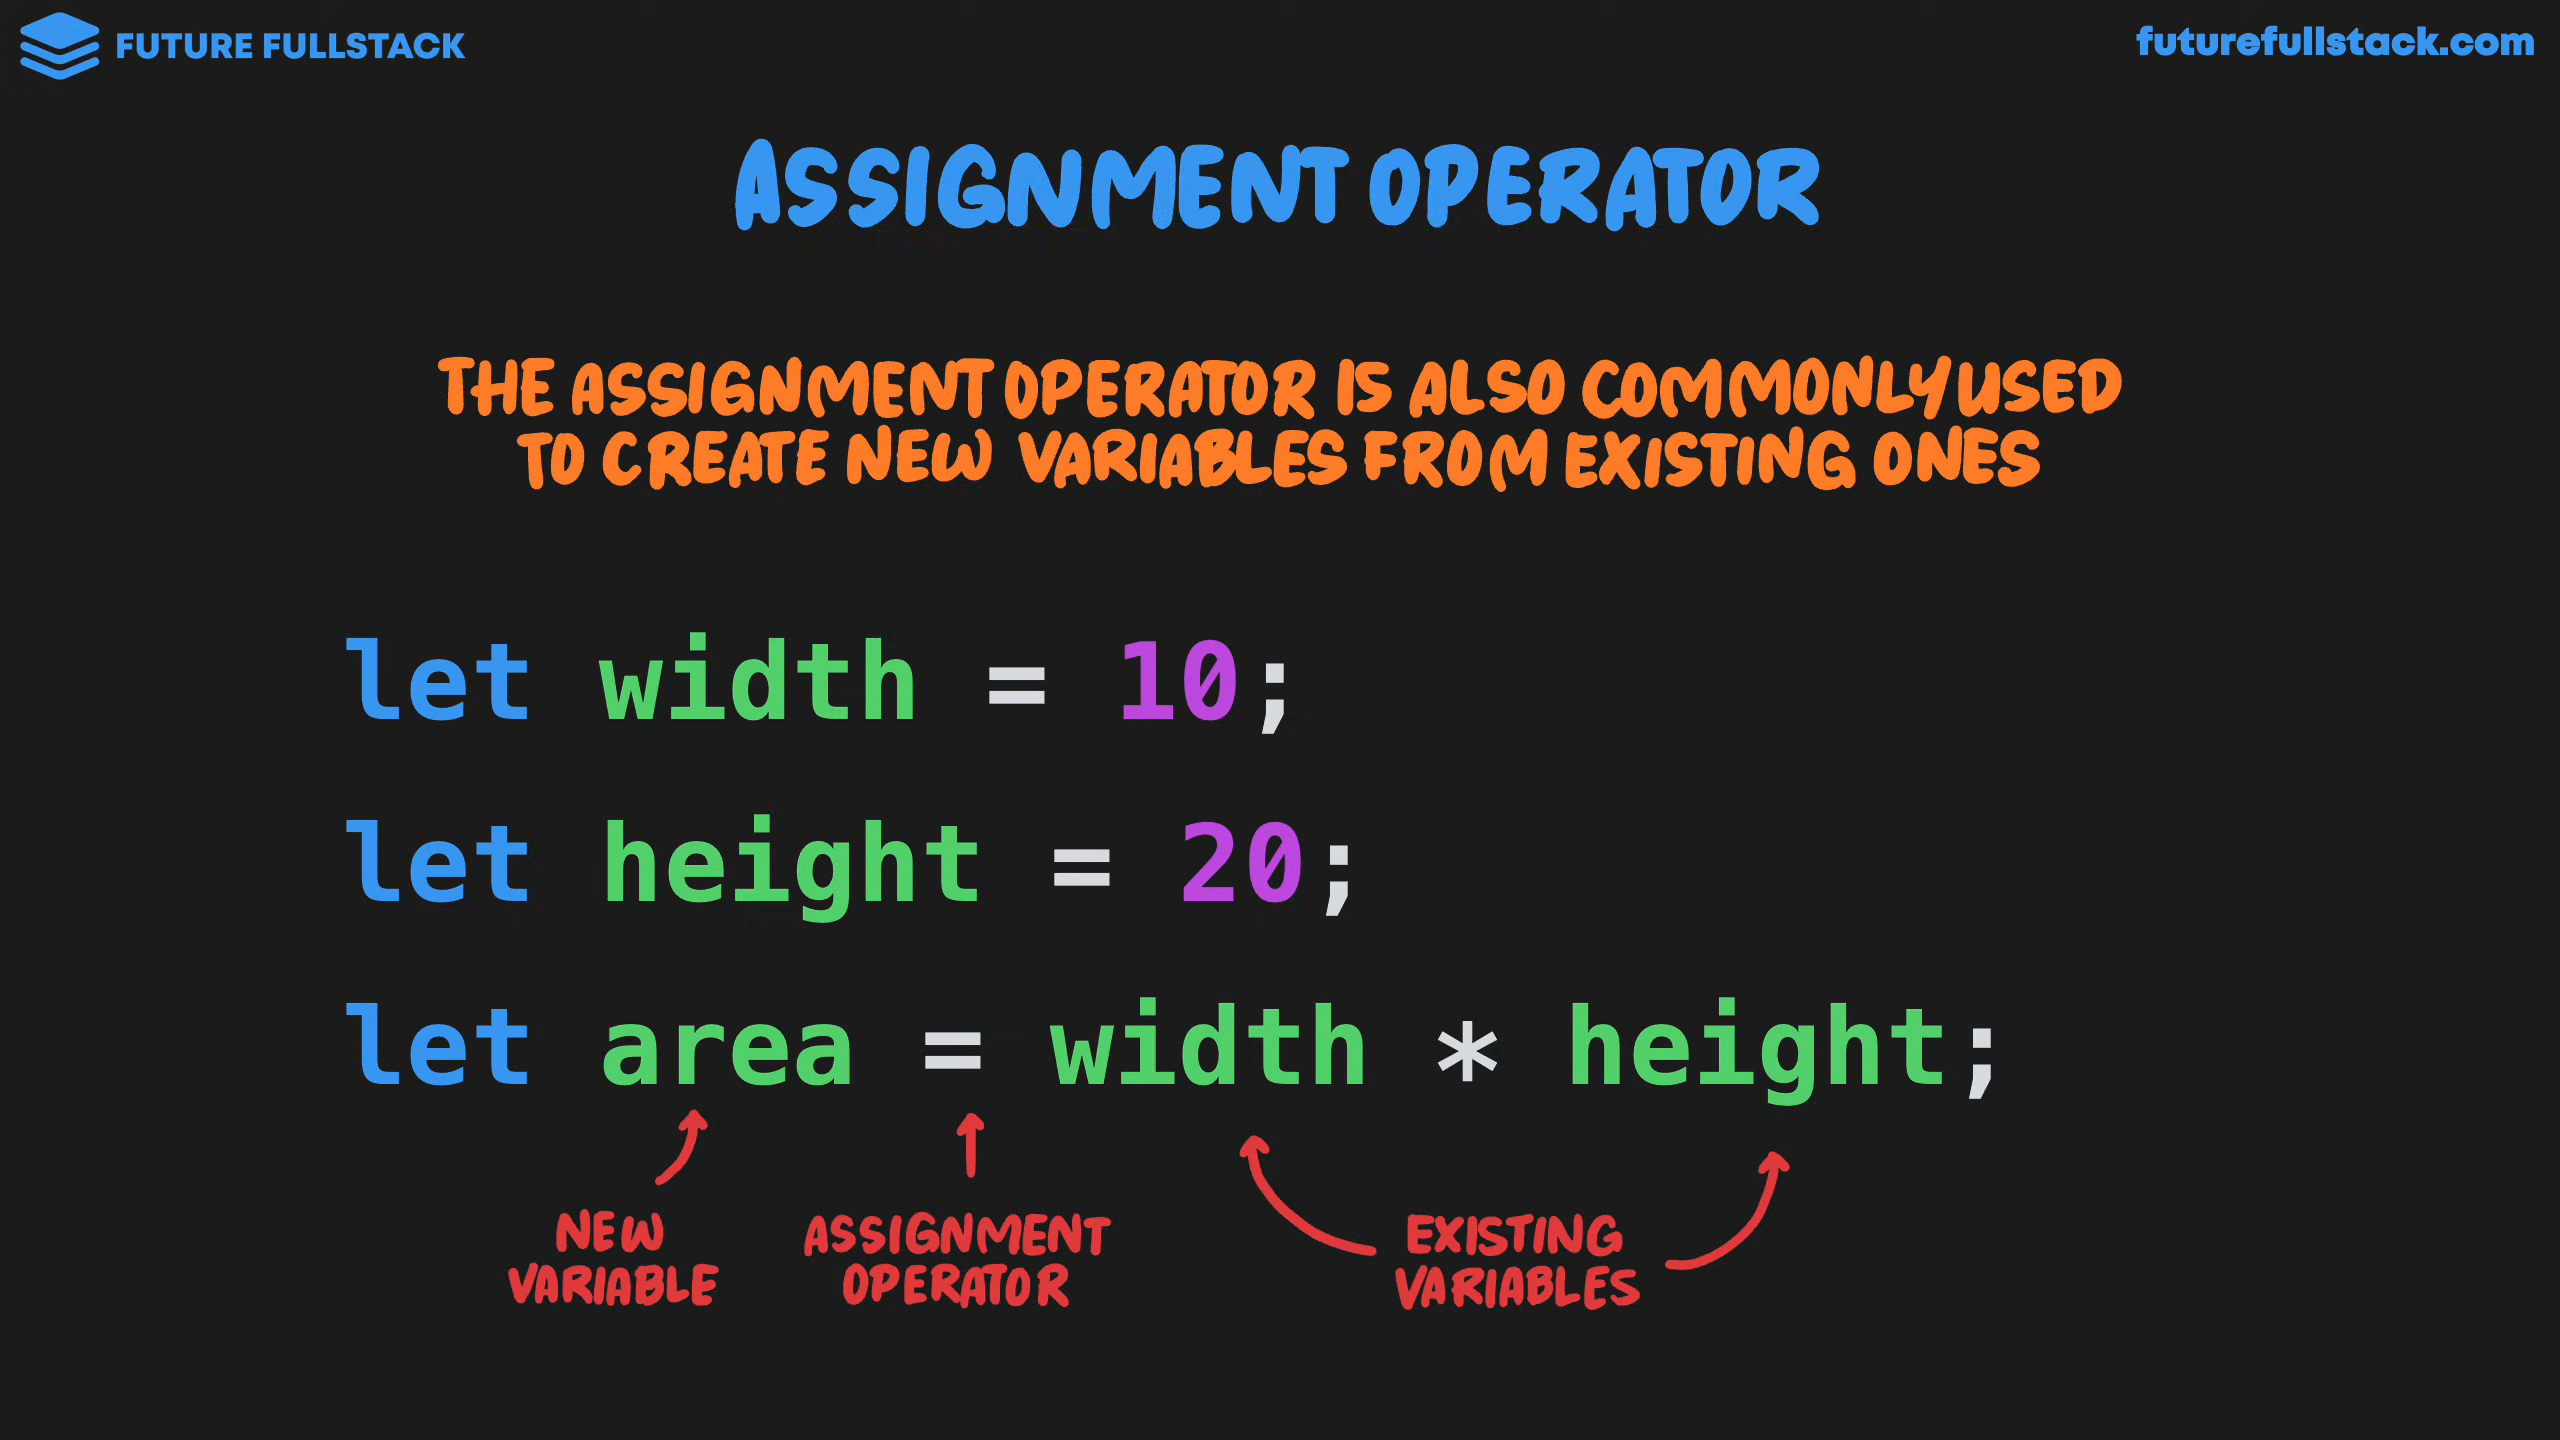 FUTURE FULLSTACK
futurefullstack.com
ASSIGNMENT OPERATOR
THE ASSIGNMENT OPERATOR IS ALSO COMMONLY USED
TO CREATE NEW VARIABLES FROM EXISTING ONES
let width = 10;
let height = 20;
let area = width * height;
NEW
VARIABLE
ASSIGNMENT
OPERATOR
EXISTING
VARIABLES